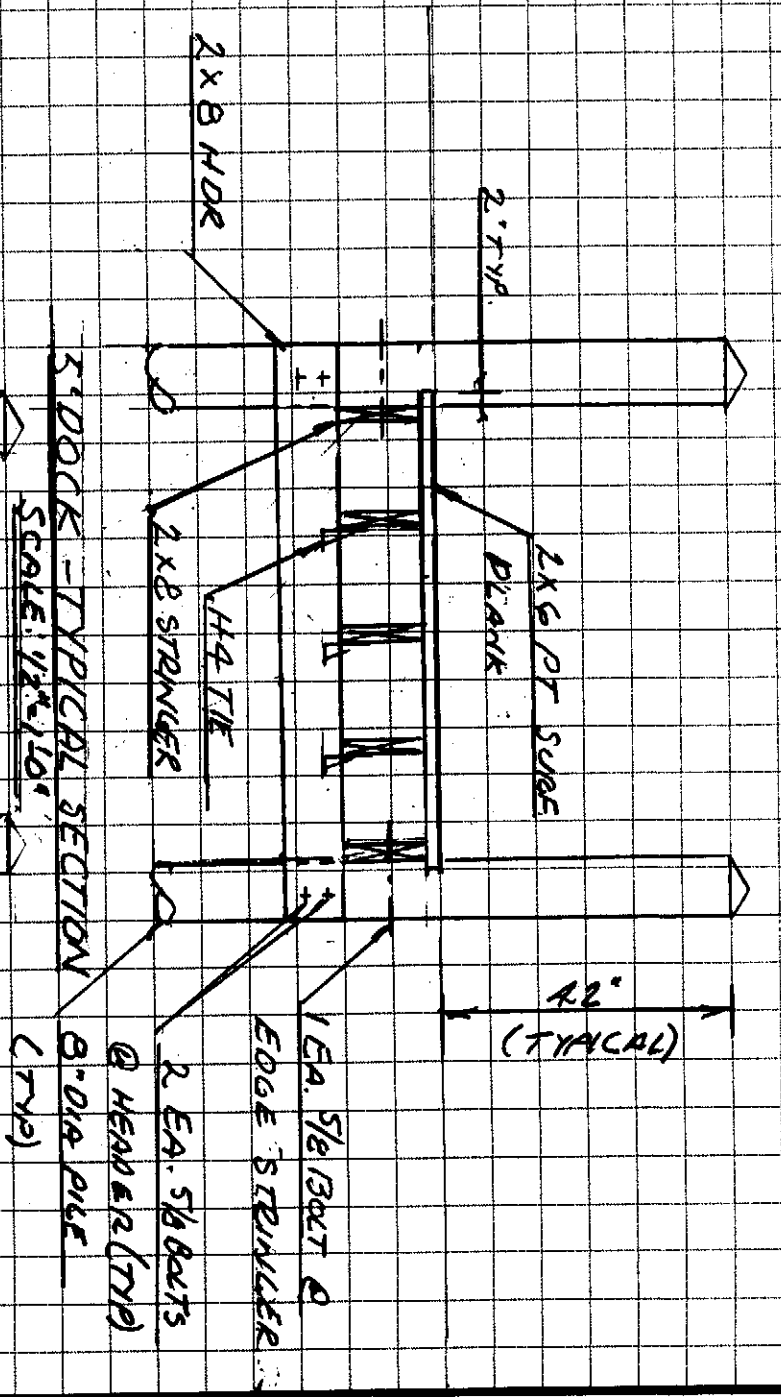 2" TYP.
2X6 PT SURF
PLANK
42"
(TYPICAL)
2X8 HDR
H4 TIE
2X8 STRINGER
1 EA. 5/8 BOLT @
EDGE STRINGER
2 EA. 5/8 BOLTS
@ HEADER (TYP)
8" DIA PILE
(TYP)
5' DOCK - TYPICAL SECTION
SCALE: 1/2"=1'-0"